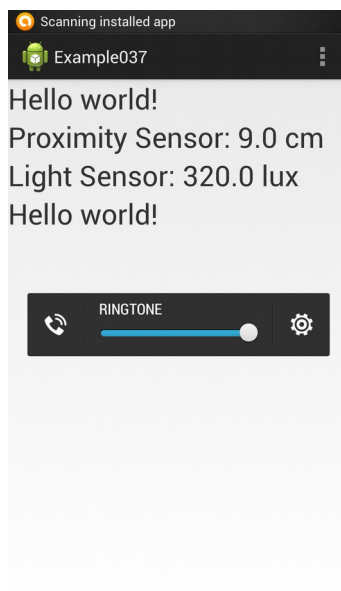 Scanning installed app
Example037
Hello world!
Proximity Sensor: 9.0 cm
Light Sensor: 320.0 lux
Hello world!
RINGTONE